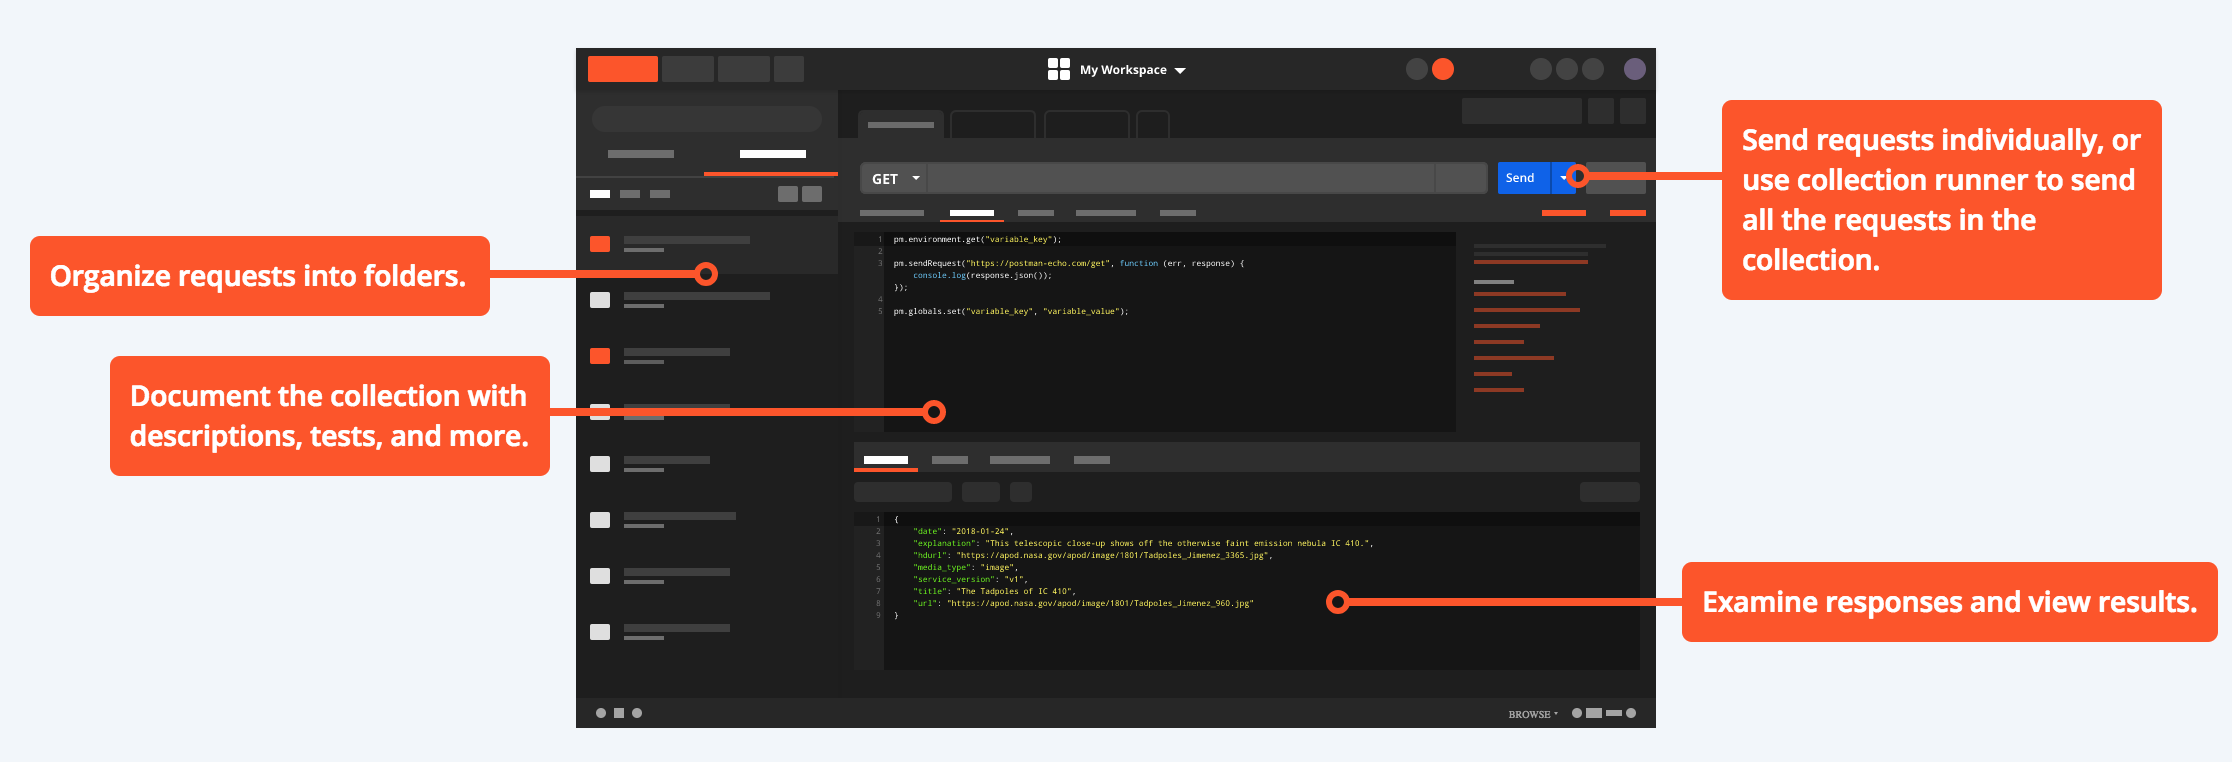 My Workspace
Send requests individually, or
use collection runner to send
all the requests in the
collection.
GET
Send
Organize requests into folders.
1 pm.environment.get("variable_key");
2
3 pm.sendRequest("https://postman-echo.com/get", function (err, response) {
console.log(response.json());
});
4
5 pm.globals.set("variable_key", "variable_value");
Document the collection with
descriptions, tests, and more.
1 {
2 "date": "2018-01-24",
3 "explanation": "This telescopic close-up shows off the otherwise faint emission nebula IC 410.",
4 "hdurl": "https://apod.nasa.gov/apod/image/1801/Tadpoles_Jimenez_3365.jpg",
5 "media_type": "image",
6 "service_version": "v1",
7 "title": "The Tadpoles of IC 410",
8 "url": "https://apod.nasa.gov/apod/image/1801/Tadpoles_Jimenez_960.jpg"
9 }
Examine responses and view results.
BROWSE